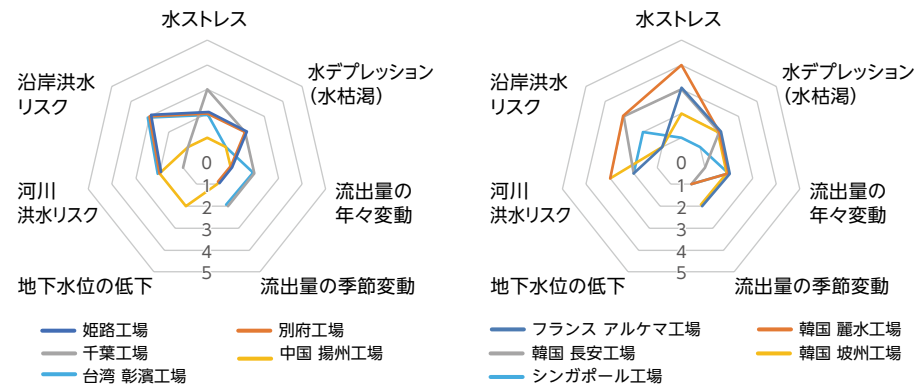 水ストレス
水デプレッション
(水枯渇)
流出量の
年々変動
流出量の季節変動
地下水位の低下
河川
洪水リスク
沿岸洪水
リスク
0
1
2
3
4
5
姫路工場
別府工場
千葉工場
中国 揚州工場
台湾 彰濱工場
水ストレス
水デプレッション
(水枯渇)
流出量の
年々変動
流出量の季節変動
地下水位の低下
河川
洪水リスク
沿岸洪水
リスク
0
1
2
3
4
5
フランス アルケマ工場
韓国 麗水工場
韓国 長安工場
韓国 坡州工場
シンガポール工場